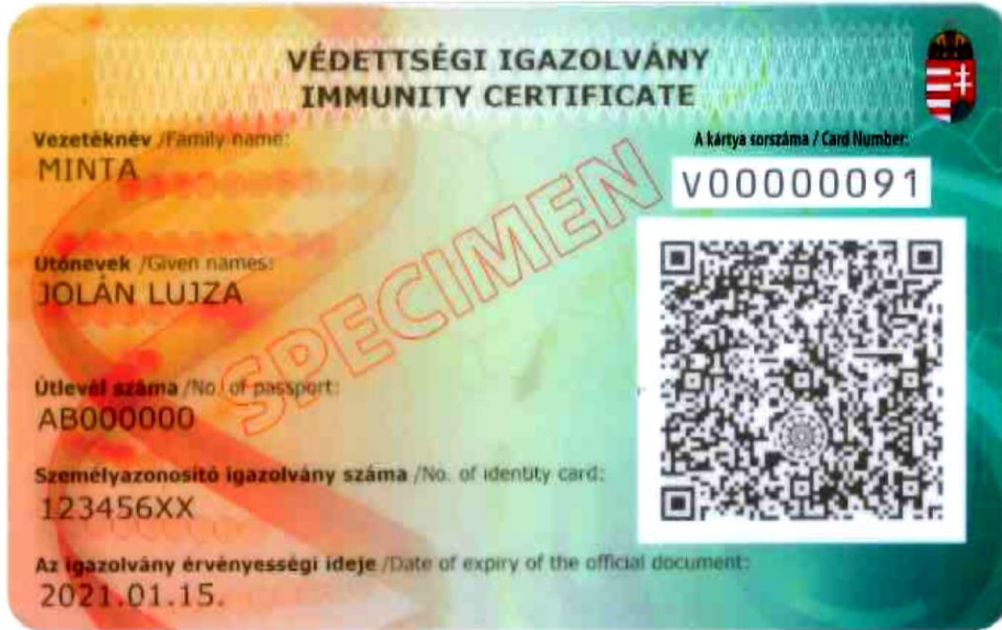 VÉDETTSÉGI IGAZOLVÁNY
IMMUNITY CERTIFICATE
Vezetéknév /Family name:
MINTA
A kártya sorszáma / Card Number:
V00000091
Utónevek /Given names:
JOLÁN LUJZA
SPECIMEN
Útlevél száma /No. of passport:
AB000000
Személyazonosító igazolvány száma /No. of identity card:
123456XX
Az igazolvány érvényességi ideje /Date of expiry of the official document:
2021.01.15.